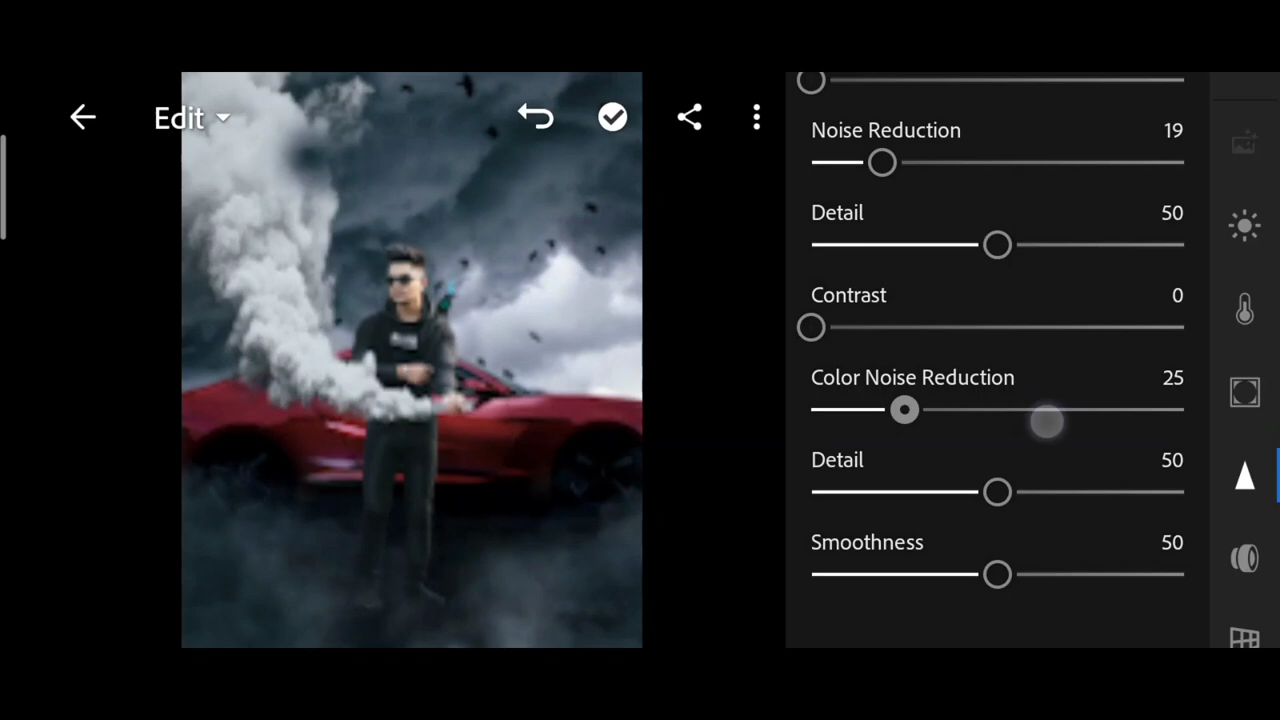 Edit
Noise Reduction 19
Detail 50
Contrast 0
Color Noise Reduction 25
Detail 50
Smoothness 50